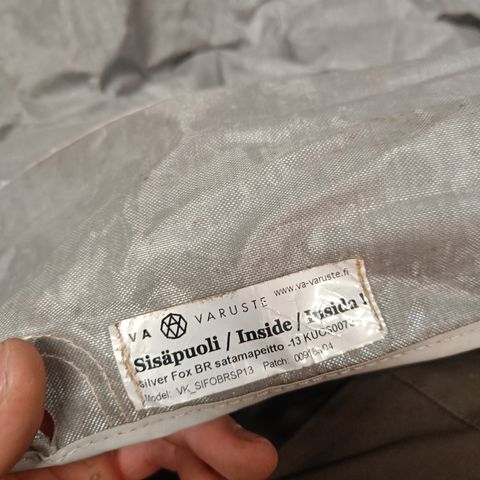 VA VARUSTE www.va-varuste.fi
Sisäpuoli / Inside / Insida !
Silver Fox BR satamapeitto -13
Model: VK_SIFOBRSP13 Patch: